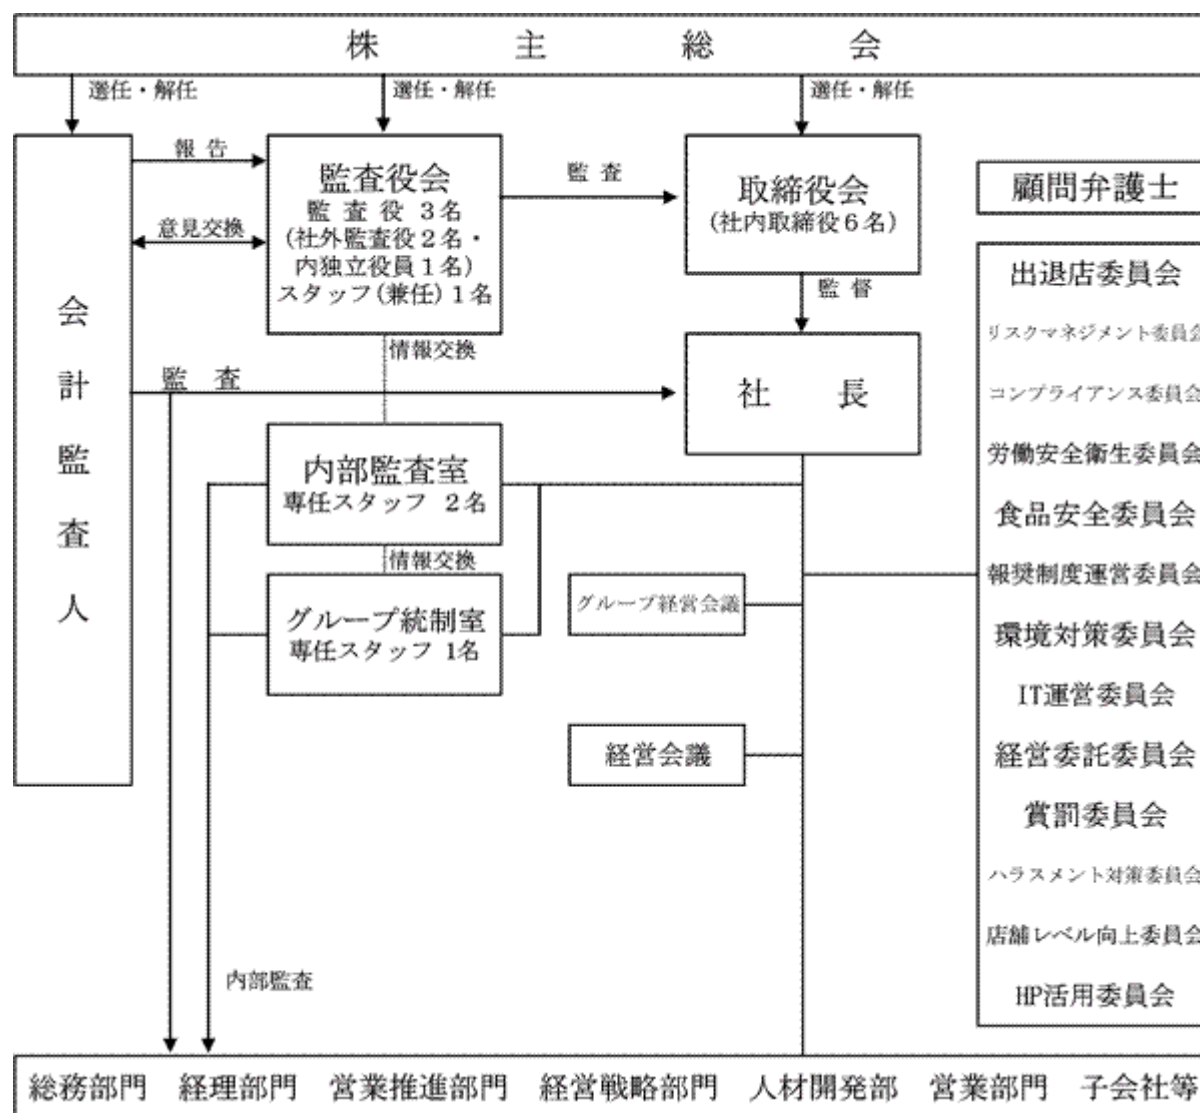 株主総会
選任・解任
選任・解任
選任・解任
会計監査人
報告
意見交換
監査役会
監査役 3名
(社外監査役2名・
内独立役員1名)
スタッフ(兼任)1名
監査
取締役会
(社内取締役6名)
監督
顧問弁護士
情報交換
監査
社長
内部監査室
専任スタッフ 2名
情報交換
グループ統制室
専任スタッフ 1名
グループ経営会議
経営会議
出退店委員会
リスクマネジメント委員会
コンプライアンス委員会
労働安全衛生委員会
食品安全委員会
報奨制度運営委員会
環境対策委員会
IT運営委員会
経営委託委員会
賞罰委員会
ハラスメント対策委員会
店舗レベル向上委員会
HP活用委員会
内部監査
総務部門 経理部門 営業推進部門 経営戦略部門 人材開発部 営業部門 子会社等